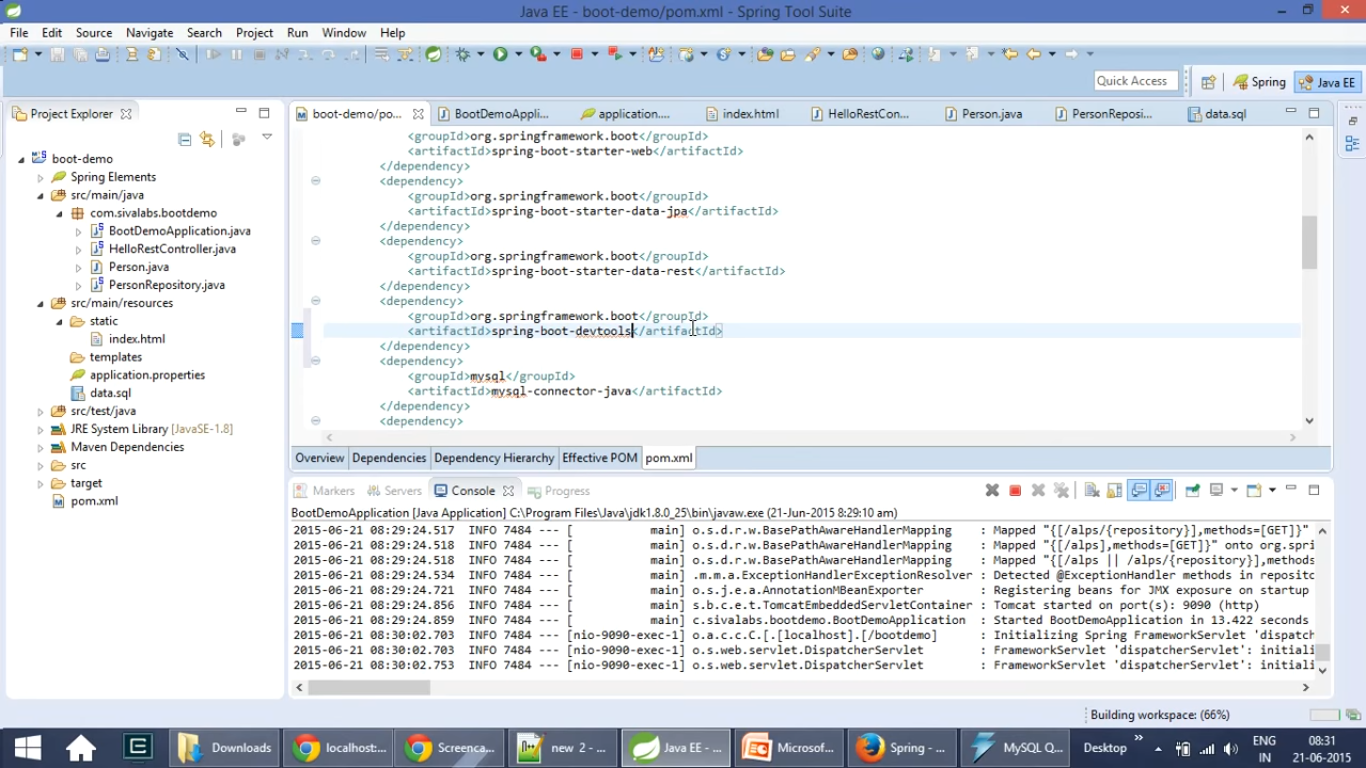 Java EE - boot-demo/pom.xml - Spring Tool Suite
File Edit Source Navigate Search Project Run Window Help
Quick Access Spring Java EE
Project Explorer
boot-demo
Spring Elements
src/main/java
com.sivalabs.bootdemo
BootDemoApplication.java
HelloRestController.java
Person.java
PersonRepository.java
src/main/resources
static
index.html
templates
application.properties
data.sql
src/test/java
JRE System Library [JavaSE-1.8]
Maven Dependencies
src
target
pom.xml
boot-demo/po... BootDemoAppli... application.... index.html HelloRestCon... Person.java PersonReposi... data.sql
<groupId>org.springframework.boot</groupId>
<artifactId>spring-boot-starter-web</artifactId>
</dependency>
<dependency>
<groupId>org.springframework.boot</groupId>
<artifactId>spring-boot-starter-data-jpa</artifactId>
</dependency>
<dependency>
<groupId>org.springframework.boot</groupId>
<artifactId>spring-boot-starter-data-rest</artifactId>
</dependency>
<dependency>
<groupId>org.springframework.boot</groupId>
<artifactId>spring-boot-devtools</artifactId>
</dependency>
<dependency>
<groupId>mysql</groupId>
<artifactId>mysql-connector-java</artifactId>
</dependency>
<dependency>
Overview Dependencies Dependency Hierarchy Effective POM pom.xml
Markers Servers Console Progress
BootDemoApplication [Java Application] C:\Program Files\Java\jdk1.8.0_25\bin\javaw.exe (21-Jun-2015 8:29:10 am)
2015-06-21 08:29:24.517 INFO 7484 --- [ main] o.s.d.r.w.BasePathAwareHandlerMapping : Mapped "{[/alps/{repository}],methods=[GET]}"
2015-06-21 08:29:24.518 INFO 7484 --- [ main] o.s.d.r.w.BasePathAwareHandlerMapping : Mapped "{[/alps],methods=[GET]}" onto org.spri
2015-06-21 08:29:24.518 INFO 7484 --- [ main] o.s.d.r.w.BasePathAwareHandlerMapping : Mapped "{[/alps || /alps/{repository}],methods
2015-06-21 08:29:24.534 INFO 7484 --- [ main] .m.m.a.ExceptionHandlerExceptionResolver : Detected @ExceptionHandler methods in repositc
2015-06-21 08:29:24.721 INFO 7484 --- [ main] o.s.j.e.a.AnnotationMBeanExporter : Registering beans for JMX exposure on startup
2015-06-21 08:29:24.856 INFO 7484 --- [ main] s.b.c.e.t.TomcatEmbeddedServletContainer : Tomcat started on port(s): 9090 (http)
2015-06-21 08:29:24.859 INFO 7484 --- [ main] c.sivalabs.bootdemo.BootDemoApplication : Started BootDemoApplication in 13.422 seconds
2015-06-21 08:30:02.703 INFO 7484 --- [nio-9090-exec-1] o.a.c.c.C.[.[localhost].[/bootdemo] : Initializing Spring FrameworkServlet 'dispatch
2015-06-21 08:30:02.703 INFO 7484 --- [nio-9090-exec-1] o.s.web.servlet.DispatcherServlet : FrameworkServlet 'dispatcherServlet': initiali
2015-06-21 08:30:02.753 INFO 7484 --- [nio-9090-exec-1] o.s.web.servlet.DispatcherServlet : FrameworkServlet 'dispatcherServlet': initiali
Building workspace: (66%)
Downloads localhost:... Screenca... new 2 - ... Java EE - ... Microsof... Spring - ... MySQL Q... Desktop » ENG 08:31
IN 21-06-2015